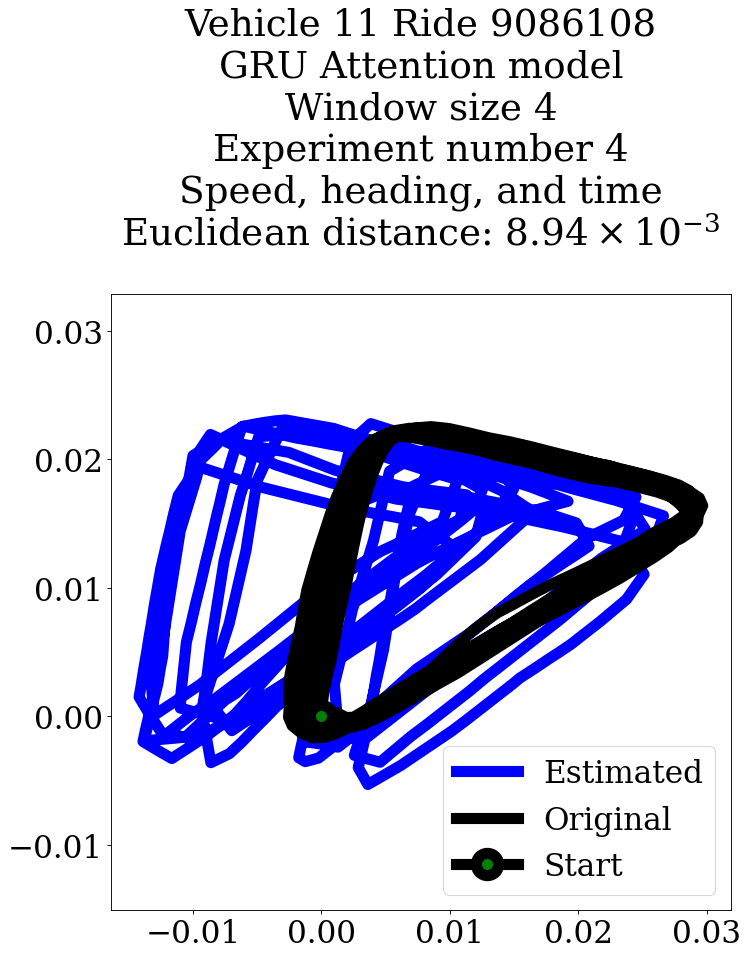 Vehicle 11 Ride 9086108
GRU Attention model
Window size 4
Experiment number 4
Speed, heading, and time
Euclidean distance: 8.94 × 10⁻³
0.03
0.02
0.01
0.00
−0.01
Estimated
Original
Start
−0.01 0.00 0.01 0.02 0.03